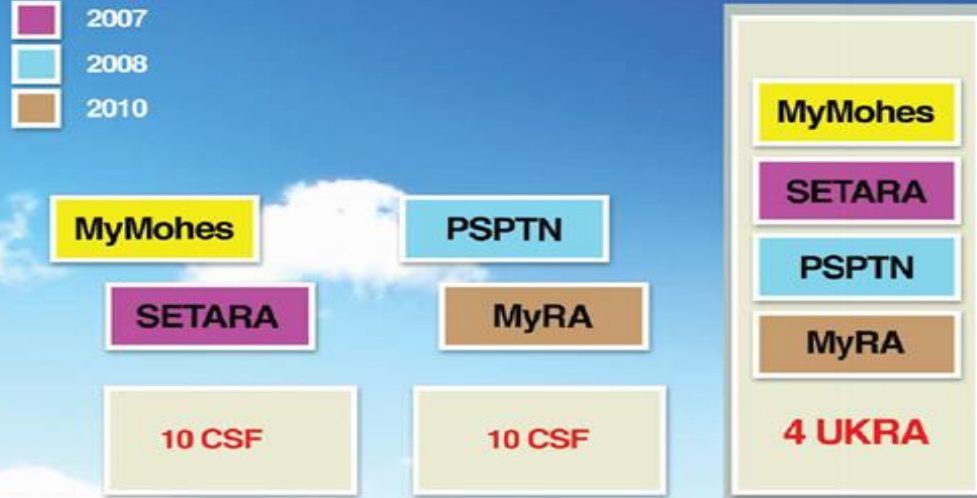 2007
2008
2010
MyMohes
PSPTN
SETARA
MyRA
10 CSF
10 CSF
MyMohes
SETARA
PSPTN
MyRA
4 UKRA